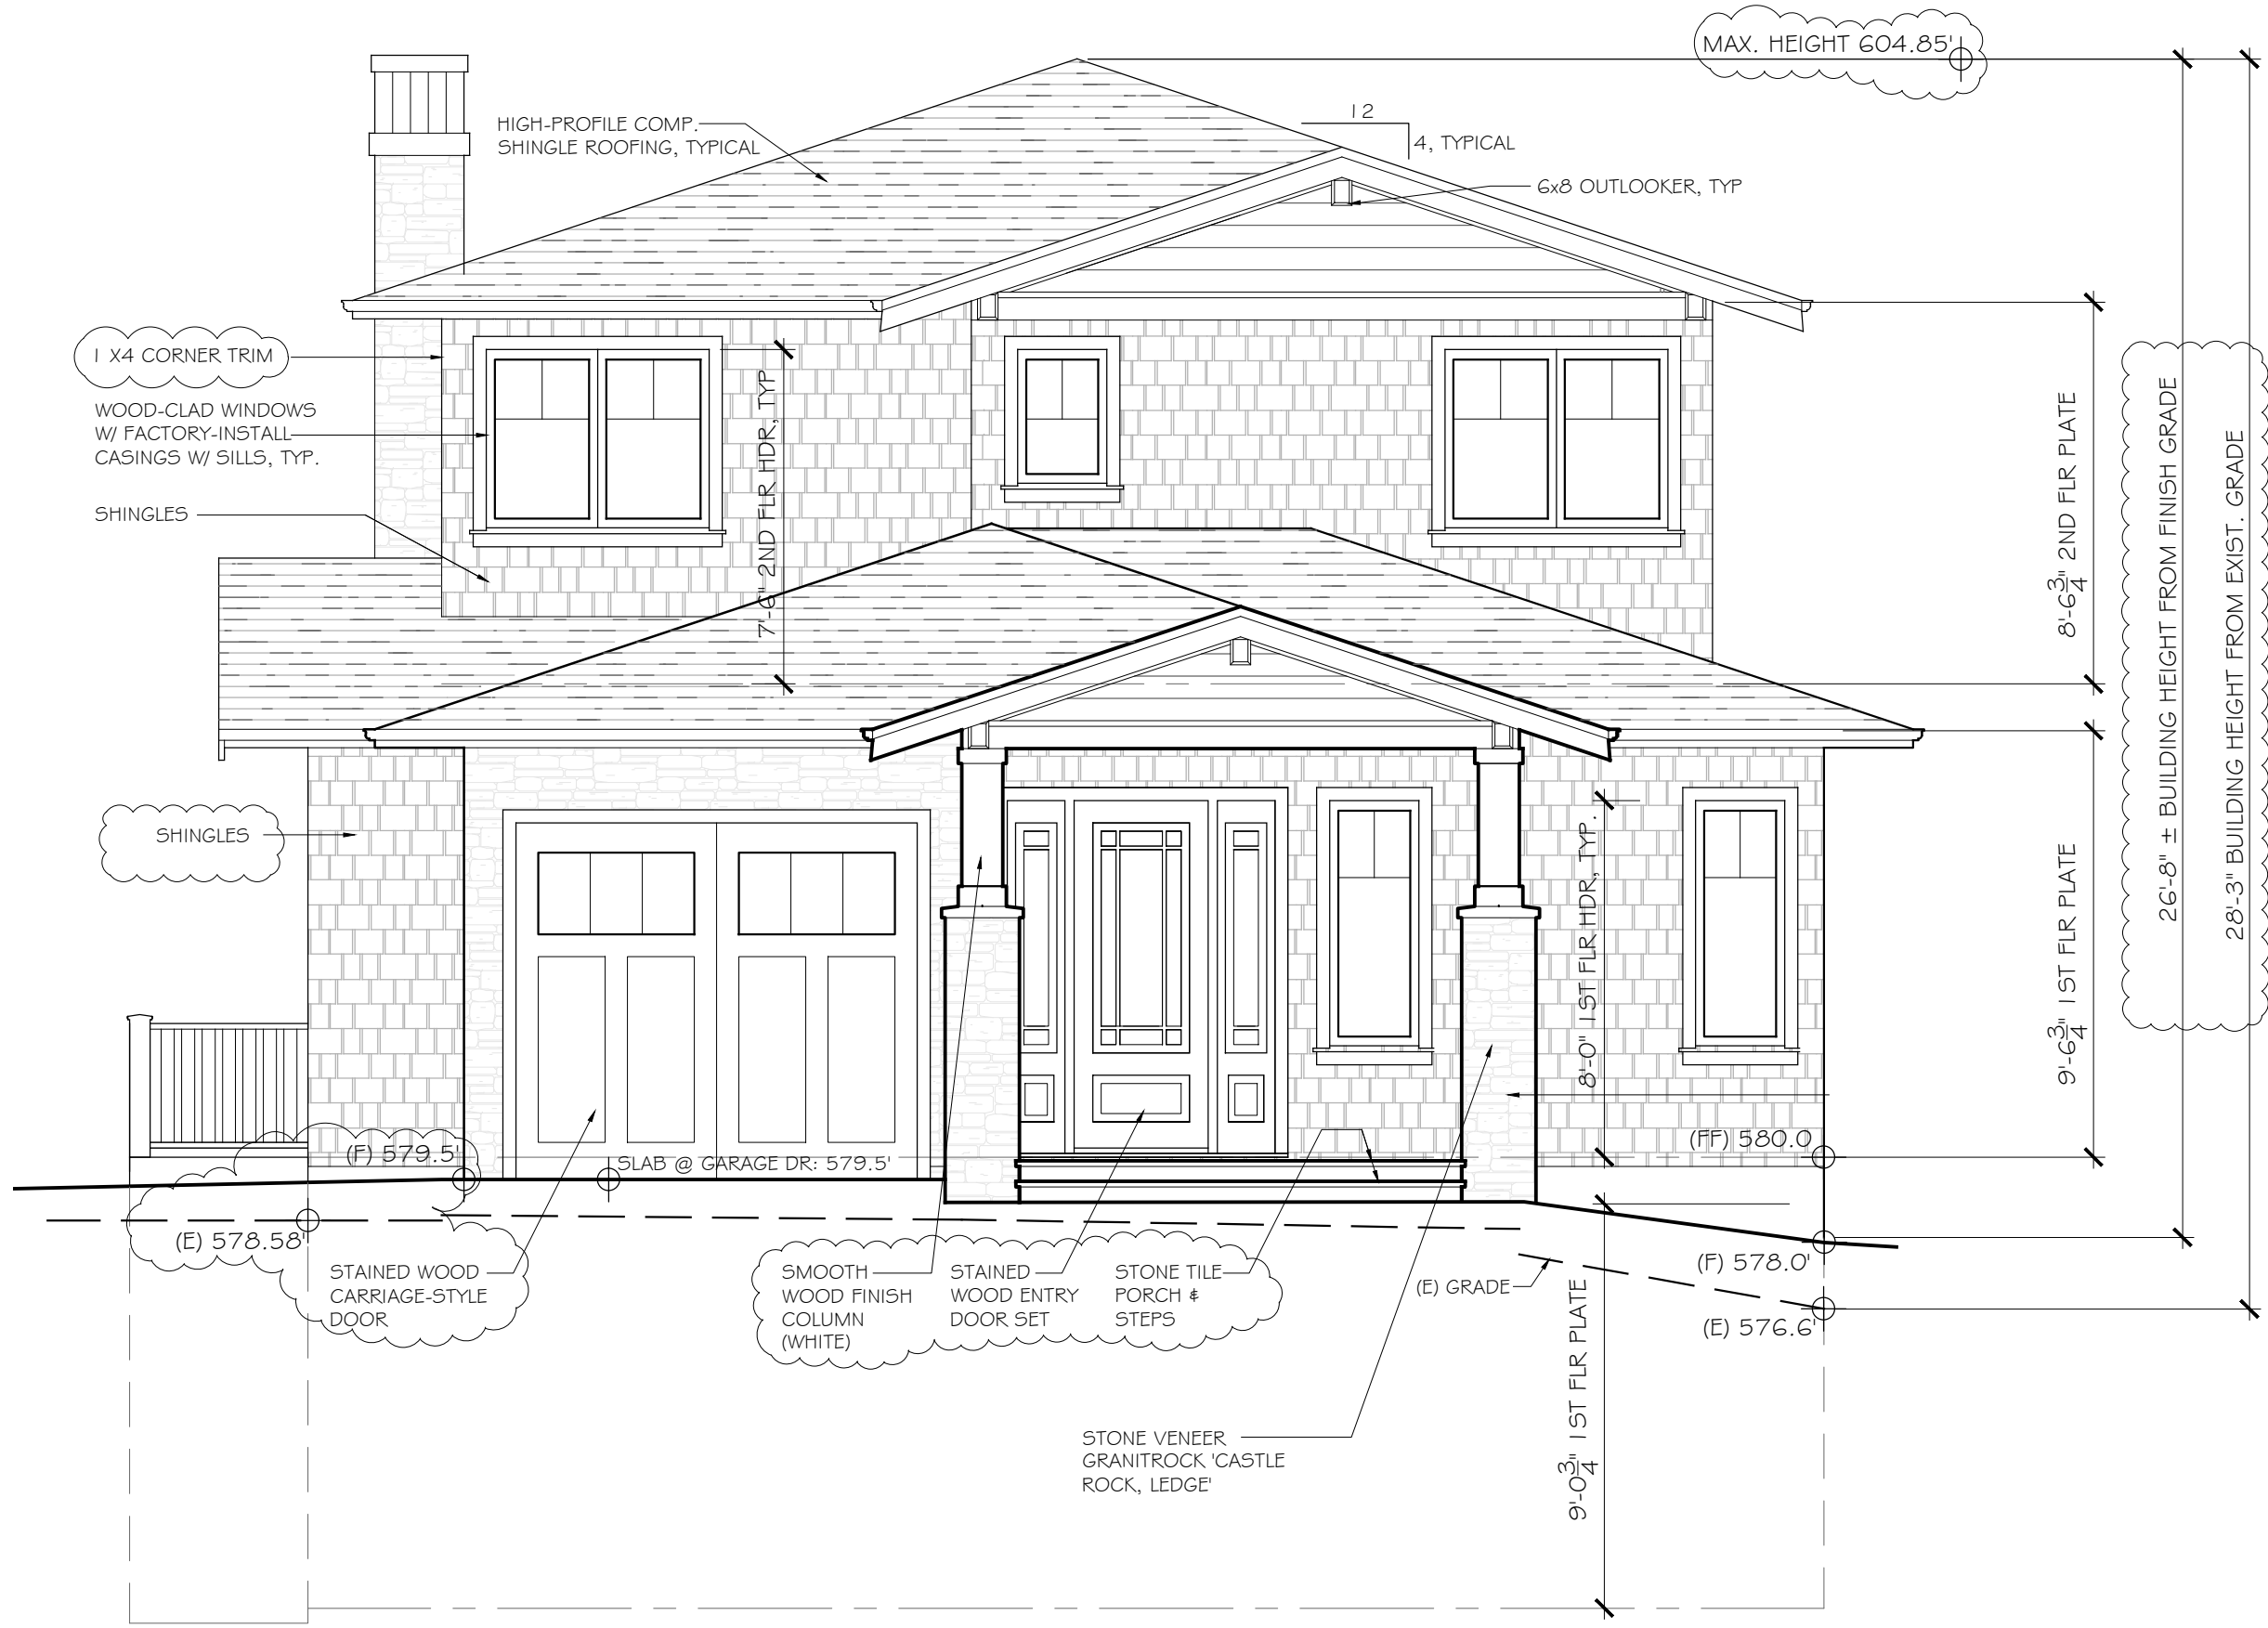 MAX. HEIGHT 604.85'
HIGH-PROFILE COMP.
SHINGLE ROOFING, TYPICAL
12
4, TYPICAL
6x8 OUTLOOKER, TYP
1 X4 CORNER TRIM
WOOD-CLAD WINDOWS
W/ FACTORY-INSTALL
CASINGS W/ SILLS, TYP.
SHINGLES
7'-6" 2ND FLR HDR, TYP
8'-6 3/4" 2ND FLR PLATE
26'-8" ± BUILDING HEIGHT FROM FINISH GRADE
28'-3" BUILDING HEIGHT FROM EXIST. GRADE
SHINGLES
8'-0" 1ST FLR HDR, TYP.
9'-6 3/4" 1ST FLR PLATE
(F) 579.5'
SLAB @ GARAGE DR: 579.5'
(FF) 580.0
(E) 578.58'
STAINED WOOD
CARRIAGE-STYLE
DOOR
SMOOTH
WOOD FINISH
COLUMN
(WHITE)
STAINED
WOOD ENTRY
DOOR SET
STONE TILE
PORCH &
STEPS
(E) GRADE
(F) 578.0'
(E) 576.6'
9'-0 3/4" 1ST FLR PLATE
STONE VENEER
GRANITROCK 'CASTLE
ROCK, LEDGE'